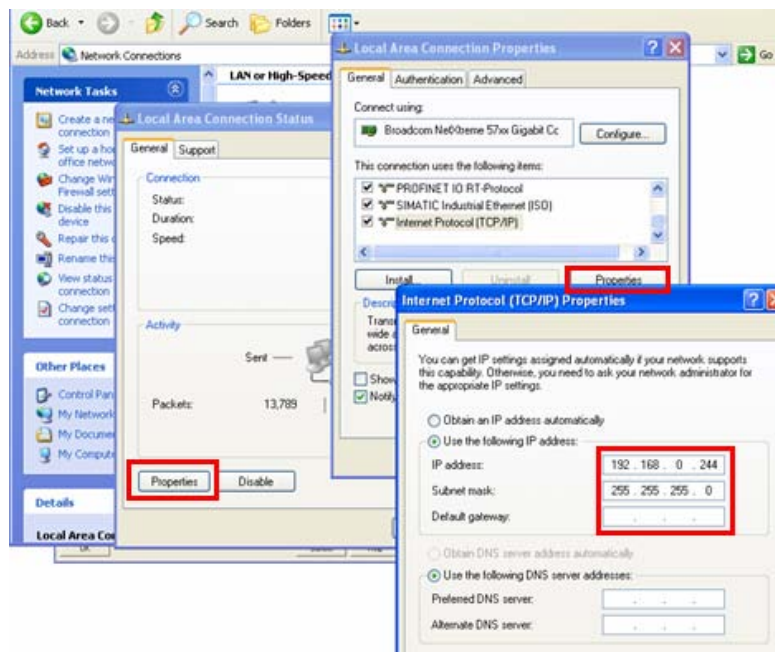 Back
Search
Folders
Address
Network Connections
Go
LAN or High-Speed
Network Tasks
Create a ne
connection
Set up a ho
office netwo
Change Win
Firewall sett
Disable this
device
Repair this c
Rename this
View status
connection
Change sett
connection
Other Places
Control Pan
My Network
My Documen
My Compute
Details
Local Area Co
Local Area Connection Status
General Support
Connection
Status:
Duration:
Speed:
Activity
Sent
Packets:
13,789
Properties
Disable
Local Area Connection Properties
General Authentication Advanced
Connect using:
Broadcom NetXtreme 57xx Gigabit Cc
Configure...
This connection uses the following items:
PROFINET IO RT-Protocol
SIMATIC Industrial Ethernet (ISO)
Internet Protocol (TCP/IP)
Install...
Uninstall
Properties
Descri
Trans
wide a
across
Show
Notify
Internet Protocol (TCP/IP) Properties
General
You can get IP settings assigned automatically if your network supports
this capability. Otherwise, you need to ask your network administrator for
the appropriate IP settings.
Obtain an IP address automatically
Use the following IP address:
IP address:
192 . 168 . 0 . 244
Subnet mask:
255 . 255 . 255 . 0
Default gateway:
Obtain DNS server address automatically
Use the following DNS server addresses:
Preferred DNS server:
Alternate DNS server:
OK